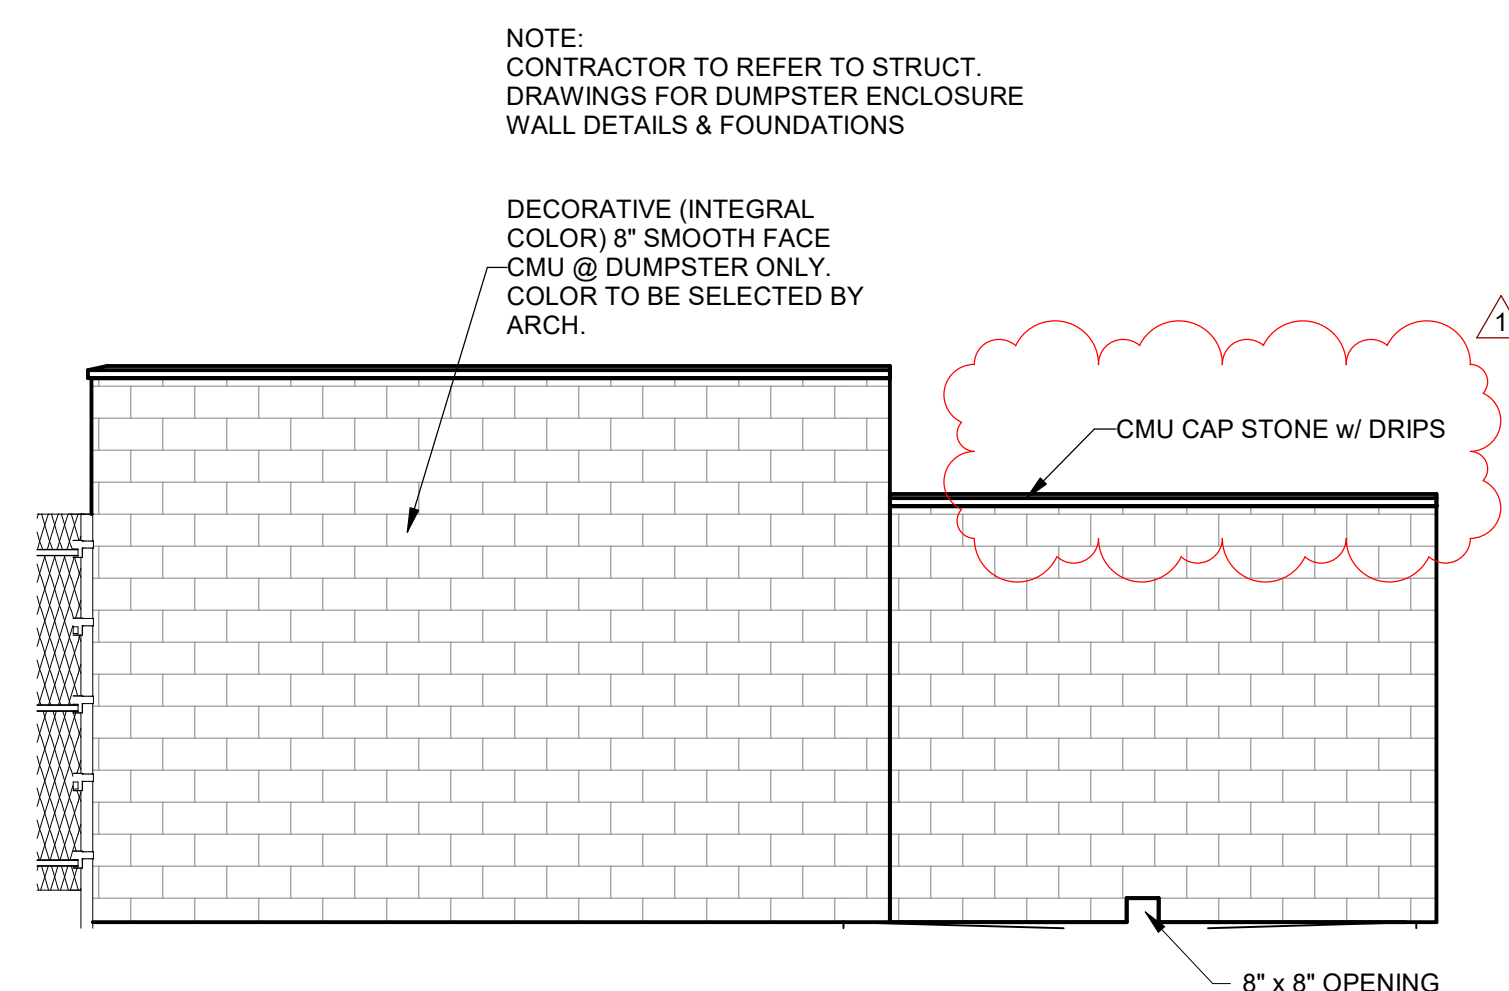 NOTE:
CONTRACTOR TO REFER TO STRUCT.
DRAWINGS FOR DUMPSTER ENCLOSURE
WALL DETAILS & FOUNDATIONS
DECORATIVE (INTEGRAL
COLOR) 8" SMOOTH FACE
CMU @ DUMPSTER ONLY.
COLOR TO BE SELECTED BY
ARCH.
1
CMU CAP STONE w/ DRIPS
8" x 8" OPENING